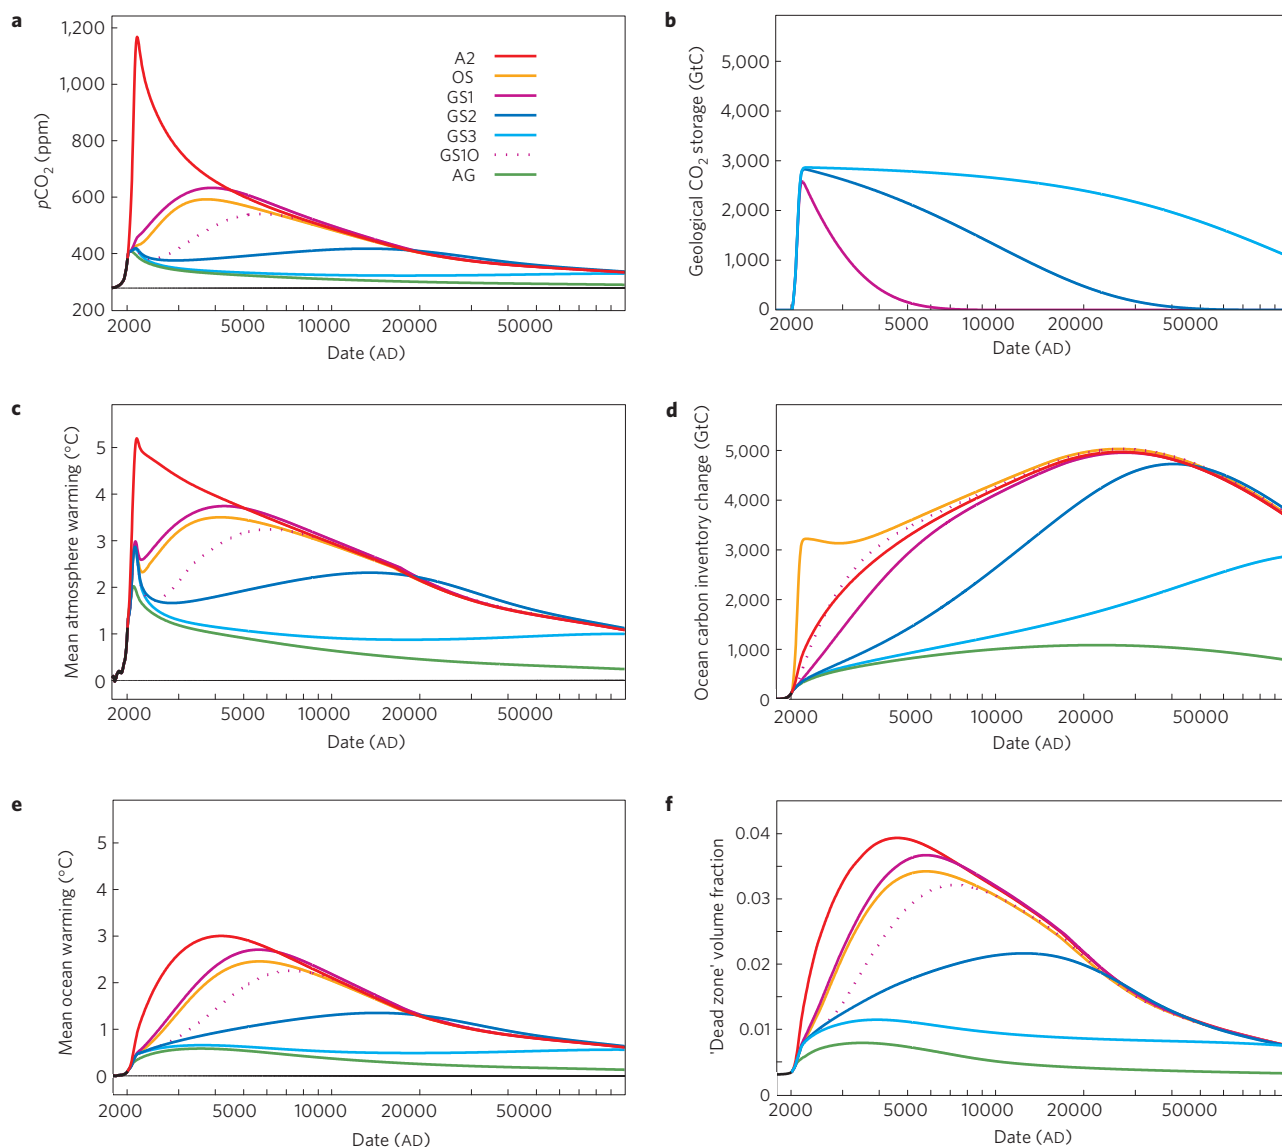 a
1,200
1,000
800
600
400
200
pCO2 (ppm)
A2
OS
GS1
GS2
GS3
GS1O
AG
2000 5000 10000 20000 50000
Date (AD)
b
5,000
4,000
3,000
2,000
1,000
0
Geological CO2 storage (GtC)
2000 5000 10000 20000 50000
Date (AD)
c
5
4
3
2
1
0
Mean atmosphere warming (°C)
2000 5000 10000 20000 50000
Date (AD)
d
5,000
4,000
3,000
2,000
1,000
0
Ocean carbon inventory change (GtC)
2000 5000 10000 20000 50000
Date (AD)
e
5
4
3
2
1
0
Mean ocean warming (°C)
2000 5000 10000 20000 50000
Date (AD)
f
0.04
0.03
0.02
0.01
0
'Dead zone' volume fraction
2000 5000 10000 20000 50000
Date (AD)